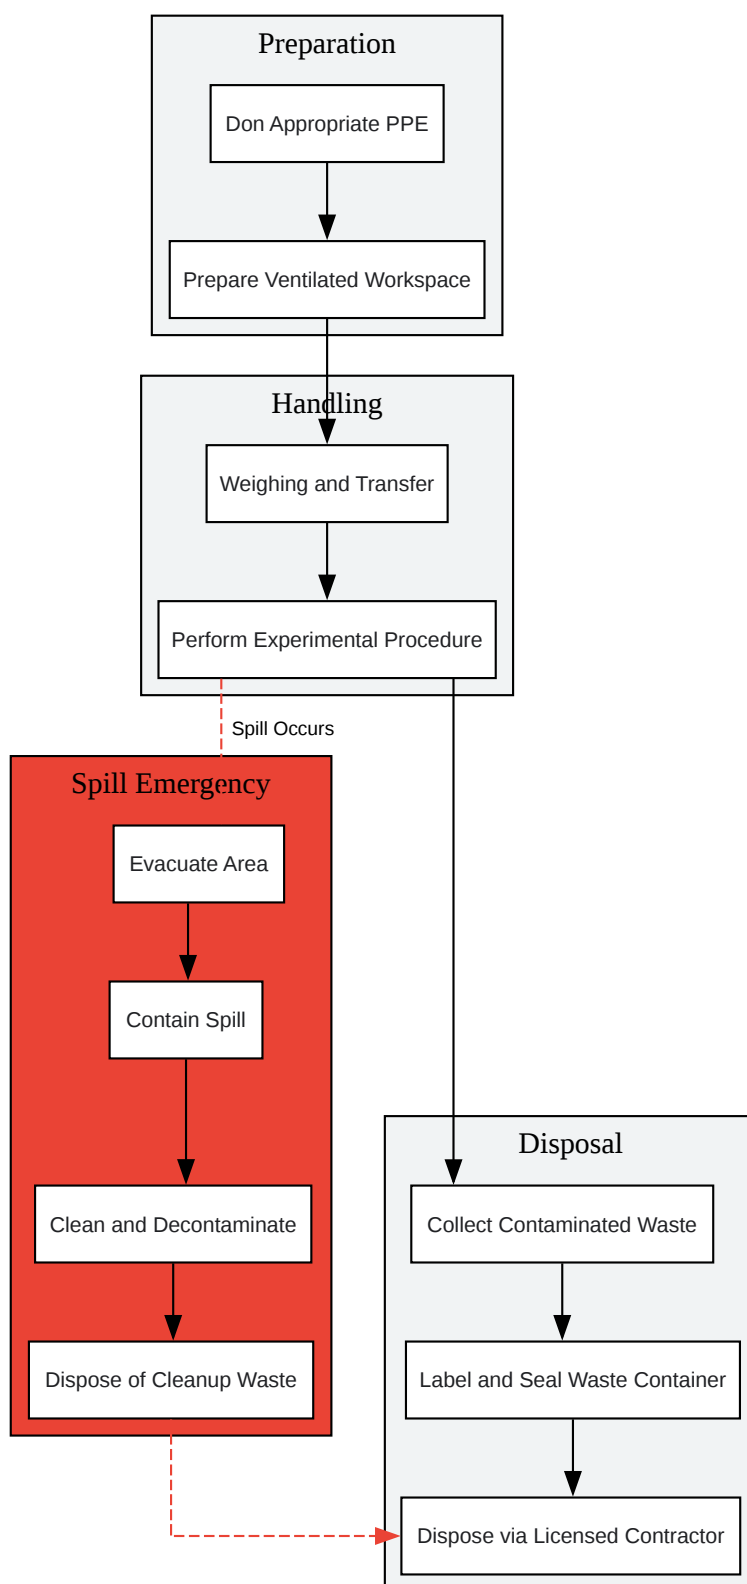 Preparation
Don Appropriate PPE
Prepare Ventilated Workspace
Handling
Weighing and Transfer
Perform Experimental Procedure
Spill Occurs
Spill Emergency
Evacuate Area
Contain Spill
Clean and Decontaminate
Dispose of Cleanup Waste
Disposal
Collect Contaminated Waste
Label and Seal Waste Container
Dispose via Licensed Contractor